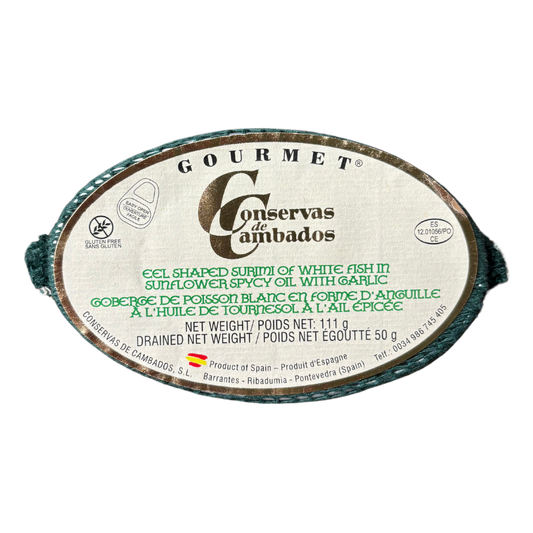 GOURMET®
Conservas
de
Cambados
EASY OPEN
OUVERTURE
FACILE
GLUTEN FREE
SANS GLUTEN
ES
12.01056/PO
CE
EEL SHAPED SURIMI OF WHITE FISH IN
SUNFLOWER SPYCY OIL WITH GARLIC
GOBERGE DE POISSON BLANC EN FORME D'ANGUILLE
À L'HUILE DE TOURNESOL À L'AIL ÉPICÉE
NET WEIGHT/ POIDS NET: 111 g
DRAINED NET WEIGHT / POIDS NET ÉGOUTTÉ 50 g
CONSERVAS DE CAMBADOS, S.L.
Product of Spain – Produit d'Espagne
Barrantes - Ribadumia - Pontevedra (Spain)
Telf.: 0034 986 745 405